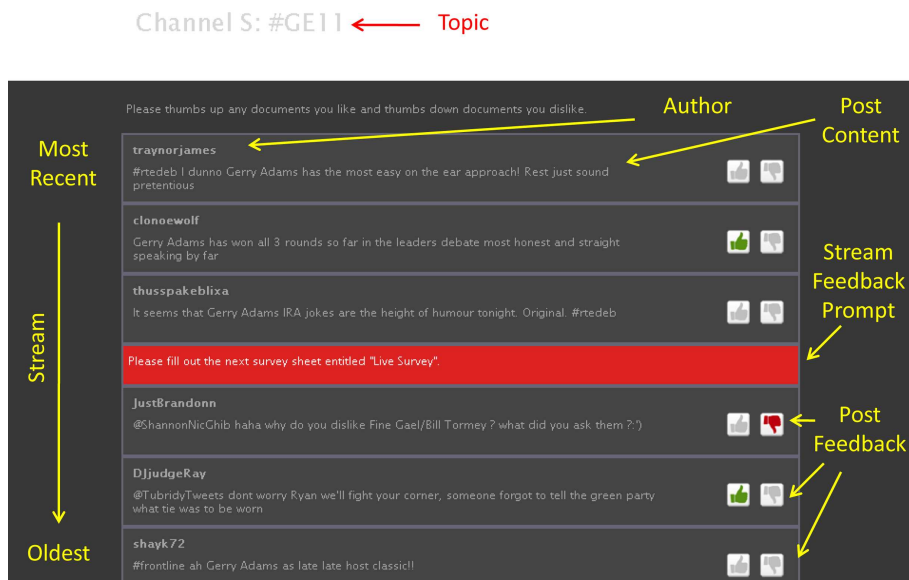 Channel S: #GE11
Topic
Please thumbs up any documents you like and thumbs down documents you dislike.
Author
Post
Content
Most
Recent
traynorjames
#rtedeb I dunno Gerry Adams has the most easy on the ear approach! Rest just sound
pretentious
clonoewolf
Gerry Adams has won all 3 rounds so far in the leaders debate most honest and straight
speaking by far
Stream
Feedback
Prompt
thusspakeblixa
It seems that Gerry Adams IRA jokes are the height of humour tonight. Original. #rtedeb
Stream
Please fill out the next survey sheet entitled "Live Survey".
JustBrandonn
@ShannonNicGhib haha why do you dislike Fine Gael/Bill Tormey ? what did you ask them ?:')
Post
Feedback
DJjudgeRay
@TubridyTweets dont worry Ryan we'll fight your corner, someone forgot to tell the green party
what tie was to be worn
Oldest
shayk72
#frontline ah Gerry Adams as late late host classic!!